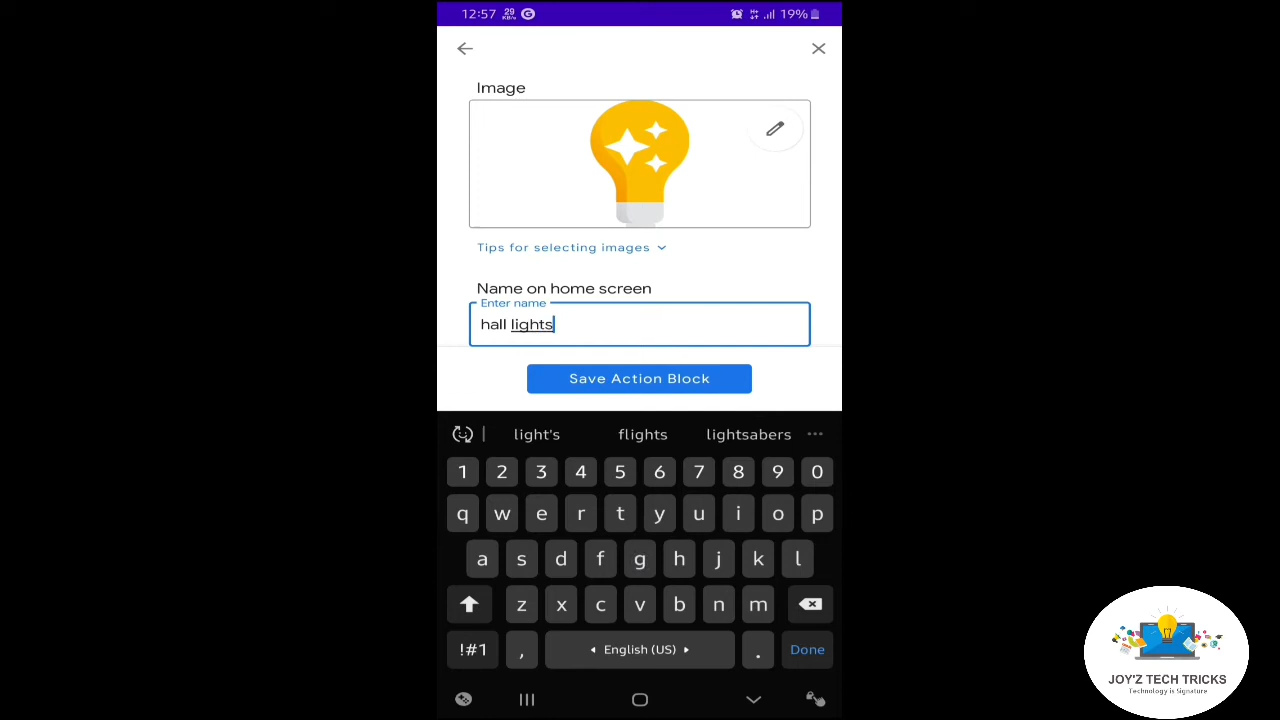 12:57 29 KB/s G 19%
Image
Tips for selecting images
Name on home screen
Enter name
hall lights
Save Action Block
light's flights lightsabers ...
1 2 3 4 5 6 7 8 9 0
q w e r t y u i o p
a s d f g h j k l
z x c v b n m
!#1 , English (US) . Done
JOY'Z TECH TRICKS
Technology is Signature